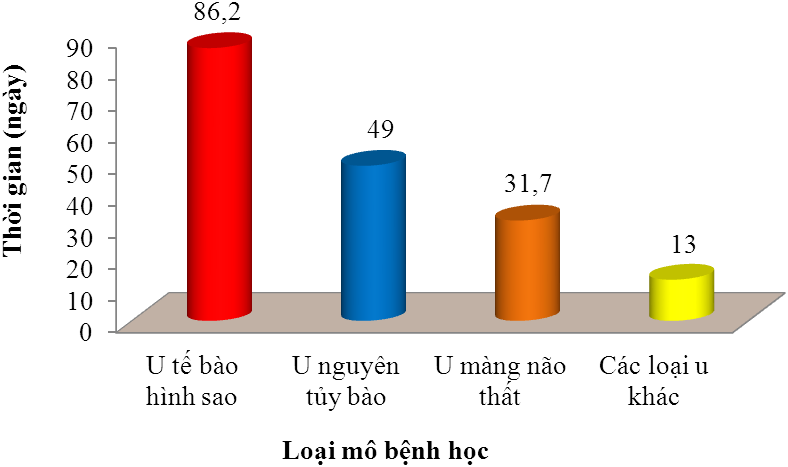 86,2
49
31,7
13
Thời gian (ngày)
90
80
70
60
50
40
30
20
10
0
U tế bào
hình sao
U nguyên
tủy bào
U màng não
thất
Các loại u
khác
Loại mô bệnh học